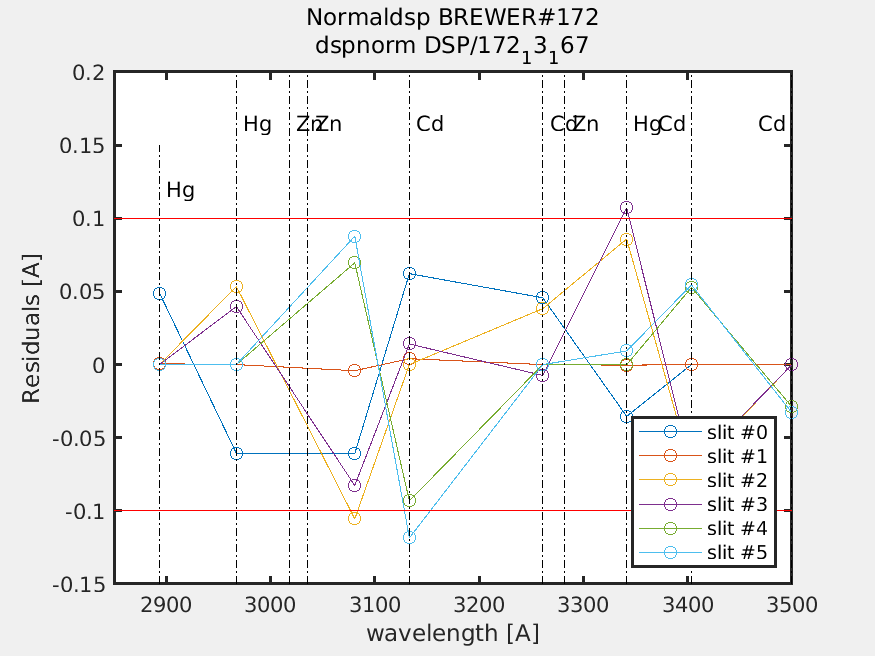 Normaldsp BREWER#172
dspnorm DSP/172₁3₁67
0.2
0.15
0.1
0.05
0
-0.05
-0.1
-0.15
Residuals [A]
Hg
Hg
Zn
Zn
Cd
Cd
Zn
Hg
Cd
Cd
slit #0
slit #1
slit #2
slit #3
slit #4
slit #5
2900 3000 3100 3200 3300 3400 3500
wavelength [A]